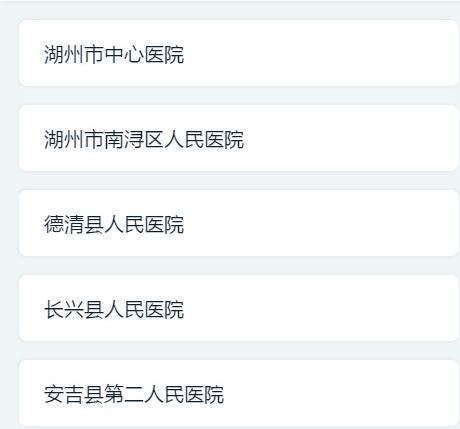 湖州市中心医院
湖州市南浔区人民医院
德清县人民医院
长兴县人民医院
安吉县第二人民医院